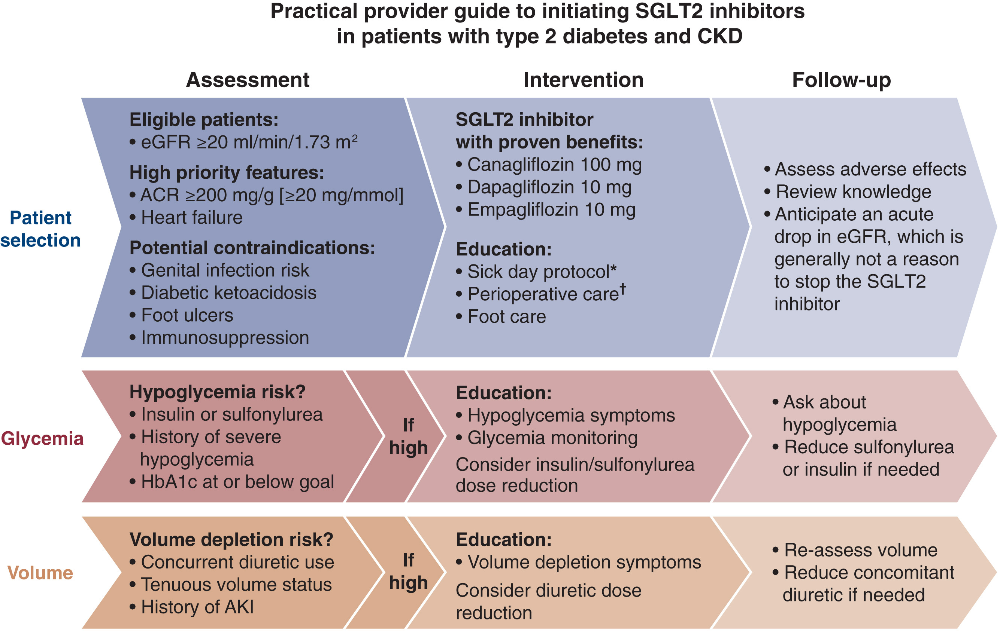 Practical provider guide to initiating SGLT2 inhibitors
in patients with type 2 diabetes and CKD
Assessment
Intervention
Follow-up
Patient
selection
Eligible patients:
• eGFR ≥20 ml/min/1.73 m²
High priority features:
• ACR ≥200 mg/g [≥20 mg/mmol]
• Heart failure
Potential contraindications:
• Genital infection risk
• Diabetic ketoacidosis
• Foot ulcers
• Immunosuppression
SGLT2 inhibitor
with proven benefits:
• Canagliflozin 100 mg
• Dapagliflozin 10 mg
• Empagliflozin 10 mg
Education:
• Sick day protocol*
• Perioperative care†
• Foot care
• Assess adverse effects
• Review knowledge
• Anticipate an acute
drop in eGFR, which is
generally not a reason
to stop the SGLT2
inhibitor
Glycemia
Hypoglycemia risk?
• Insulin or sulfonylurea
• History of severe
hypoglycemia
• HbA1c at or below goal
If
high
Education:
• Hypoglycemia symptoms
• Glycemia monitoring
Consider insulin/sulfonylurea
dose reduction
• Ask about
hypoglycemia
• Reduce sulfonylurea
or insulin if needed
Volume
Volume depletion risk?
• Concurrent diuretic use
• Tenuous volume status
• History of AKI
If
high
Education:
• Volume depletion symptoms
Consider diuretic dose
reduction
• Re-assess volume
• Reduce concomitant
diuretic if needed